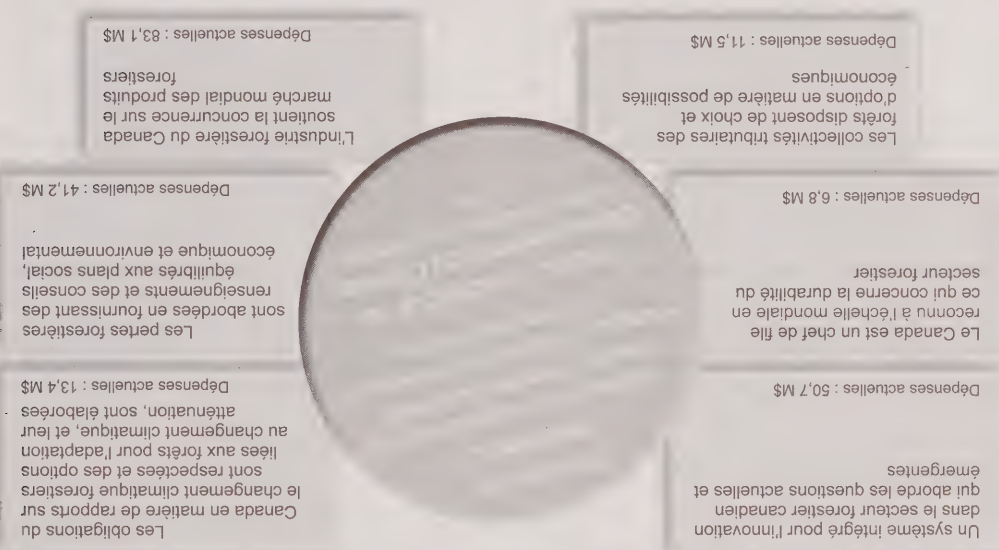 Un système intégré pour l'innovation
dans le secteur forestier canadien
qui aborde les questions actuelles et
émergentes
Dépenses actuelles : 50,7 M$
Les obligations du
Canada en matière de rapports sur
le changement climatique forestiers
sont respectées et des options
liées aux forêts pour l'adaptation
au changement climatique, et leur
atténuation, sont élaborées
Dépenses actuelles : 13,4 M$
Le Canada est un chef de file
reconnu à l'échelle mondiale en
ce qui concerne la durabilité du
secteur forestier
Dépenses actuelles : 6,8 M$
Les pertes forestières
sont abordées en fournissant des
renseignements et des conseils
équilibrés aux plans social,
économique et environnemental
Dépenses actuelles : 41,2 M$
Les collectivités tributaires des
forêts disposent de choix et
d'options en matière de possibilités
économiques
Dépenses actuelles : 11,5 M$
L'industrie forestière du Canada
soutient la concurrence sur le
marché mondial des produits
forestiers
Dépenses actuelles : 83,1 M$